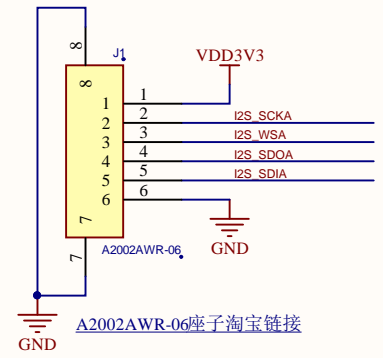 J1
8
8
VDD3V3
1 1
2 2 I2S_SCKA
3 3 I2S_WSA
4 4 I2S_SDOA
5 5 I2S_SDIA
6 6
7
7
A2002AWR-06
GND
GND
A2002AWR-06座子淘宝链接